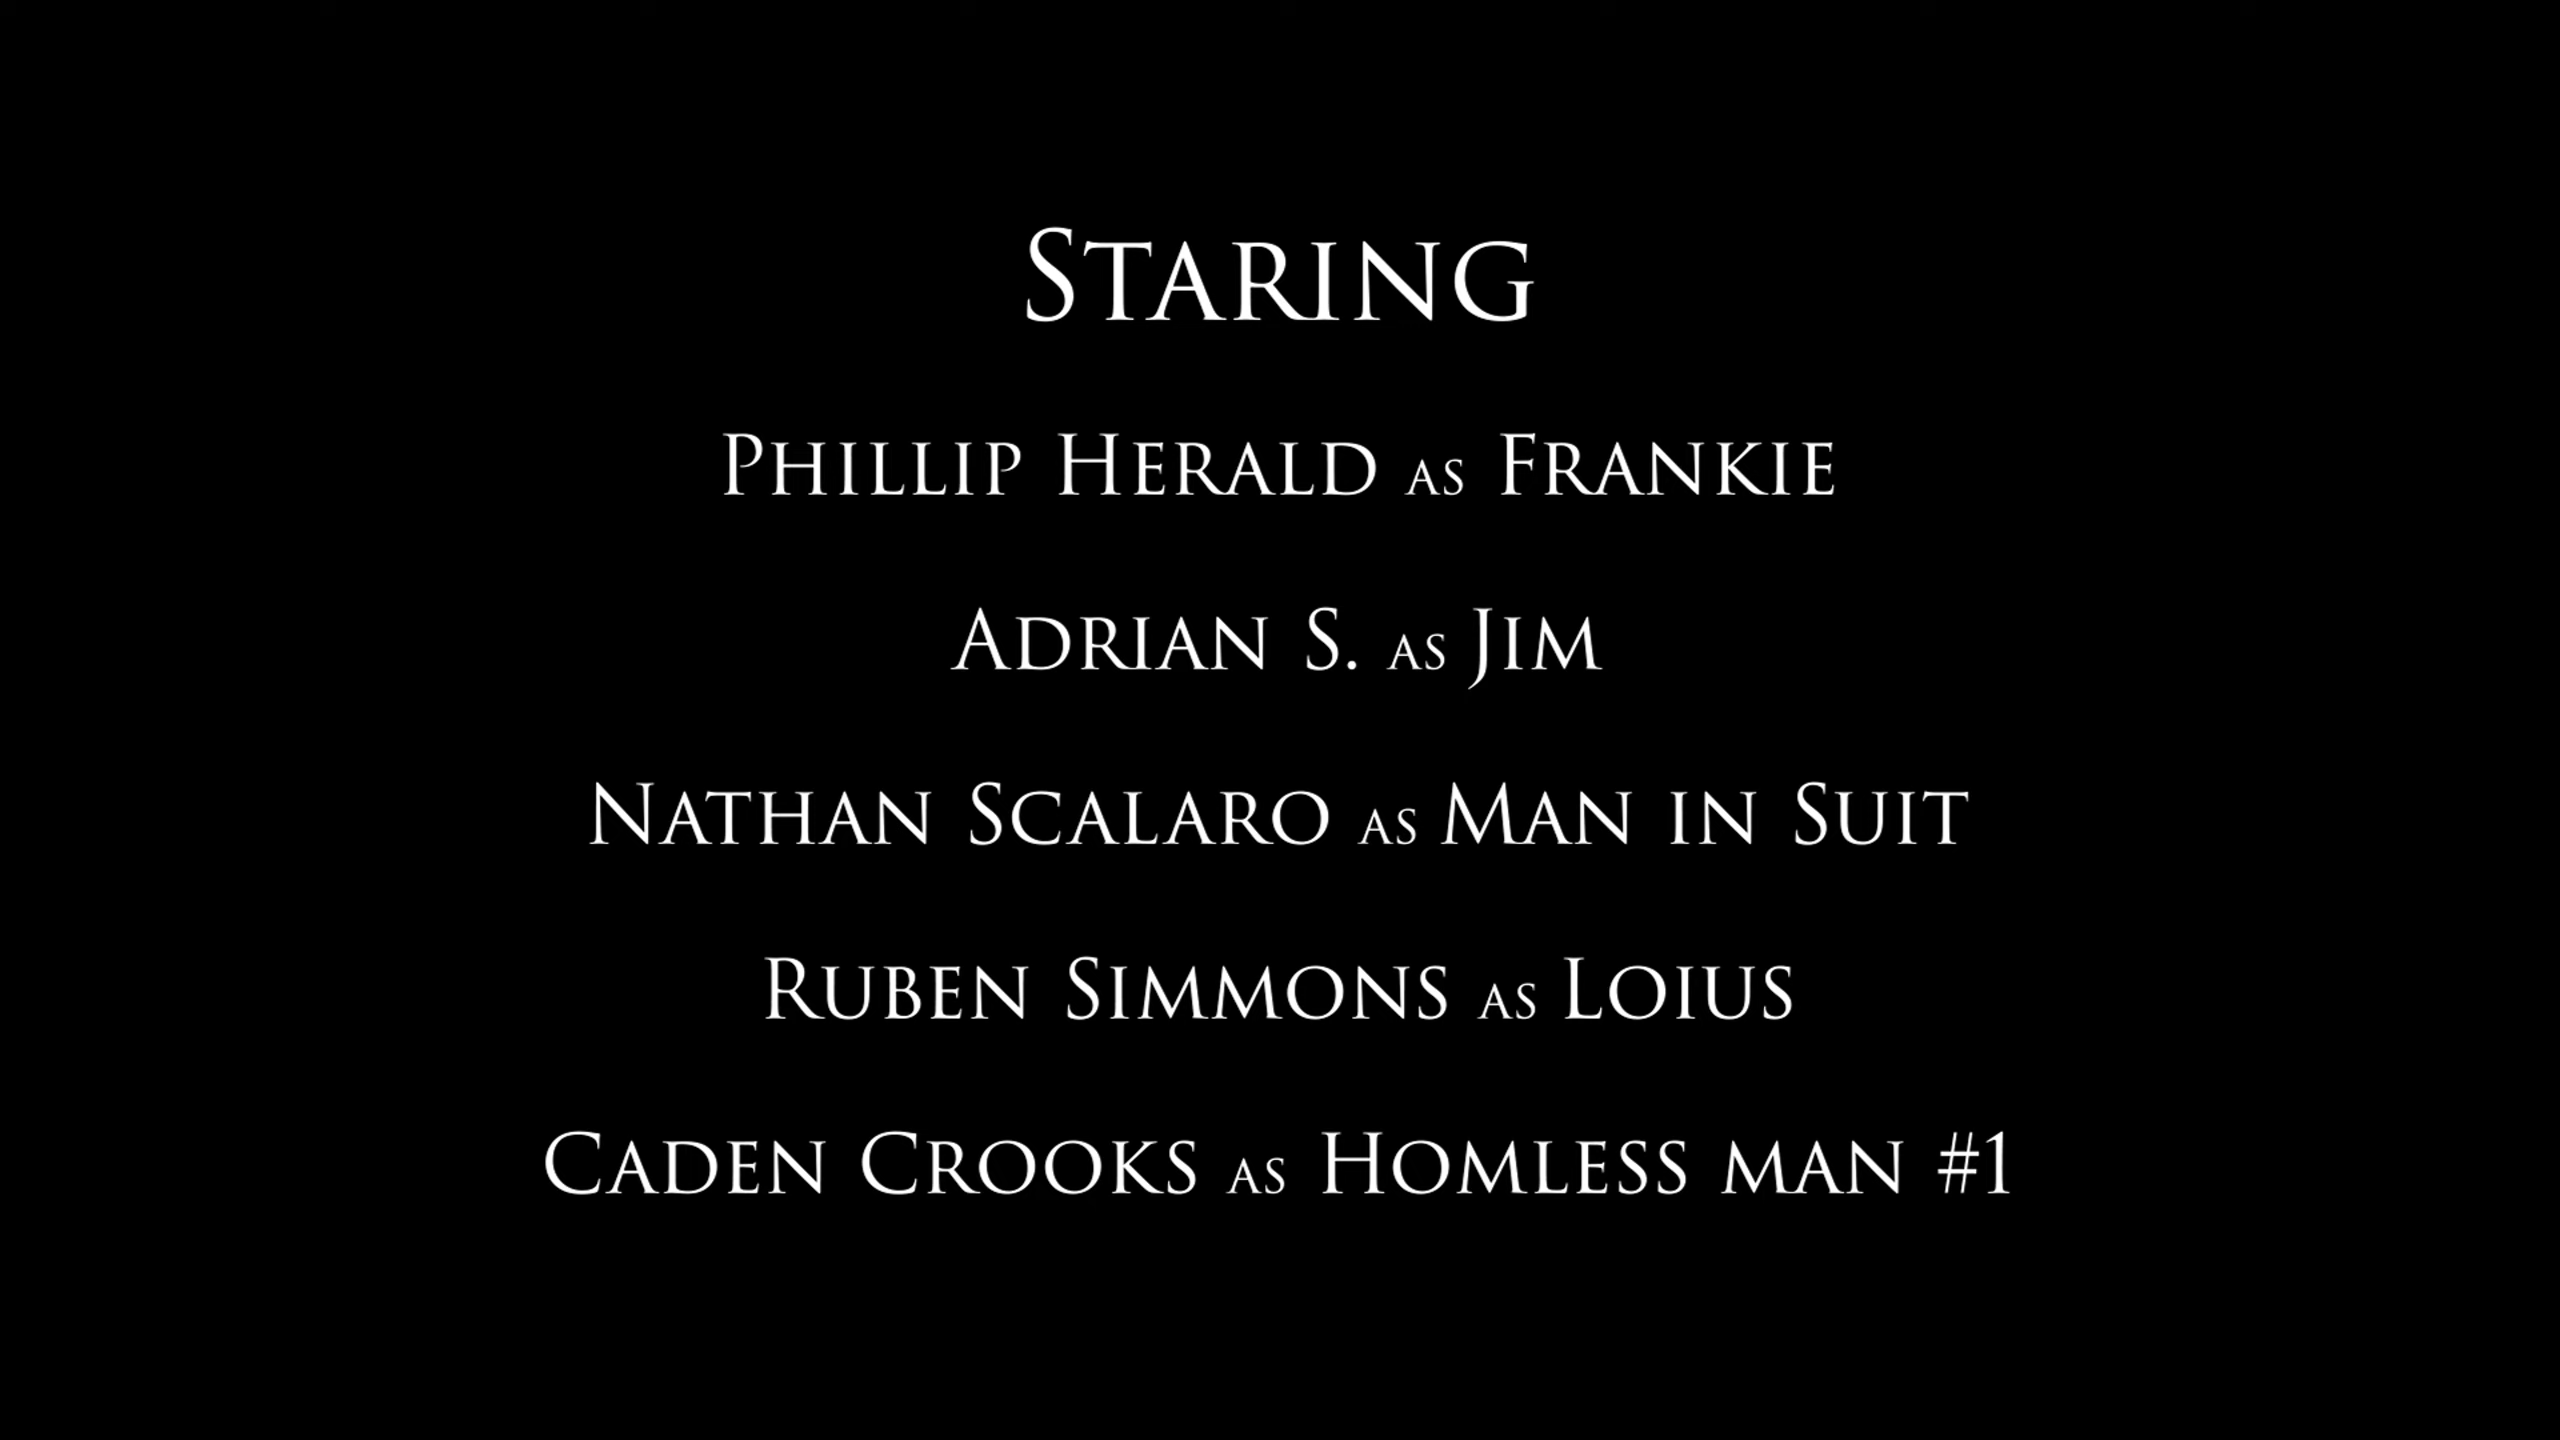 Staring
Phillip Herald as Frankie
Adrian S. as Jim
Nathan Scalaro as Man in Suit
Ruben Simmons as Loius
Caden Crooks as Homless man #1